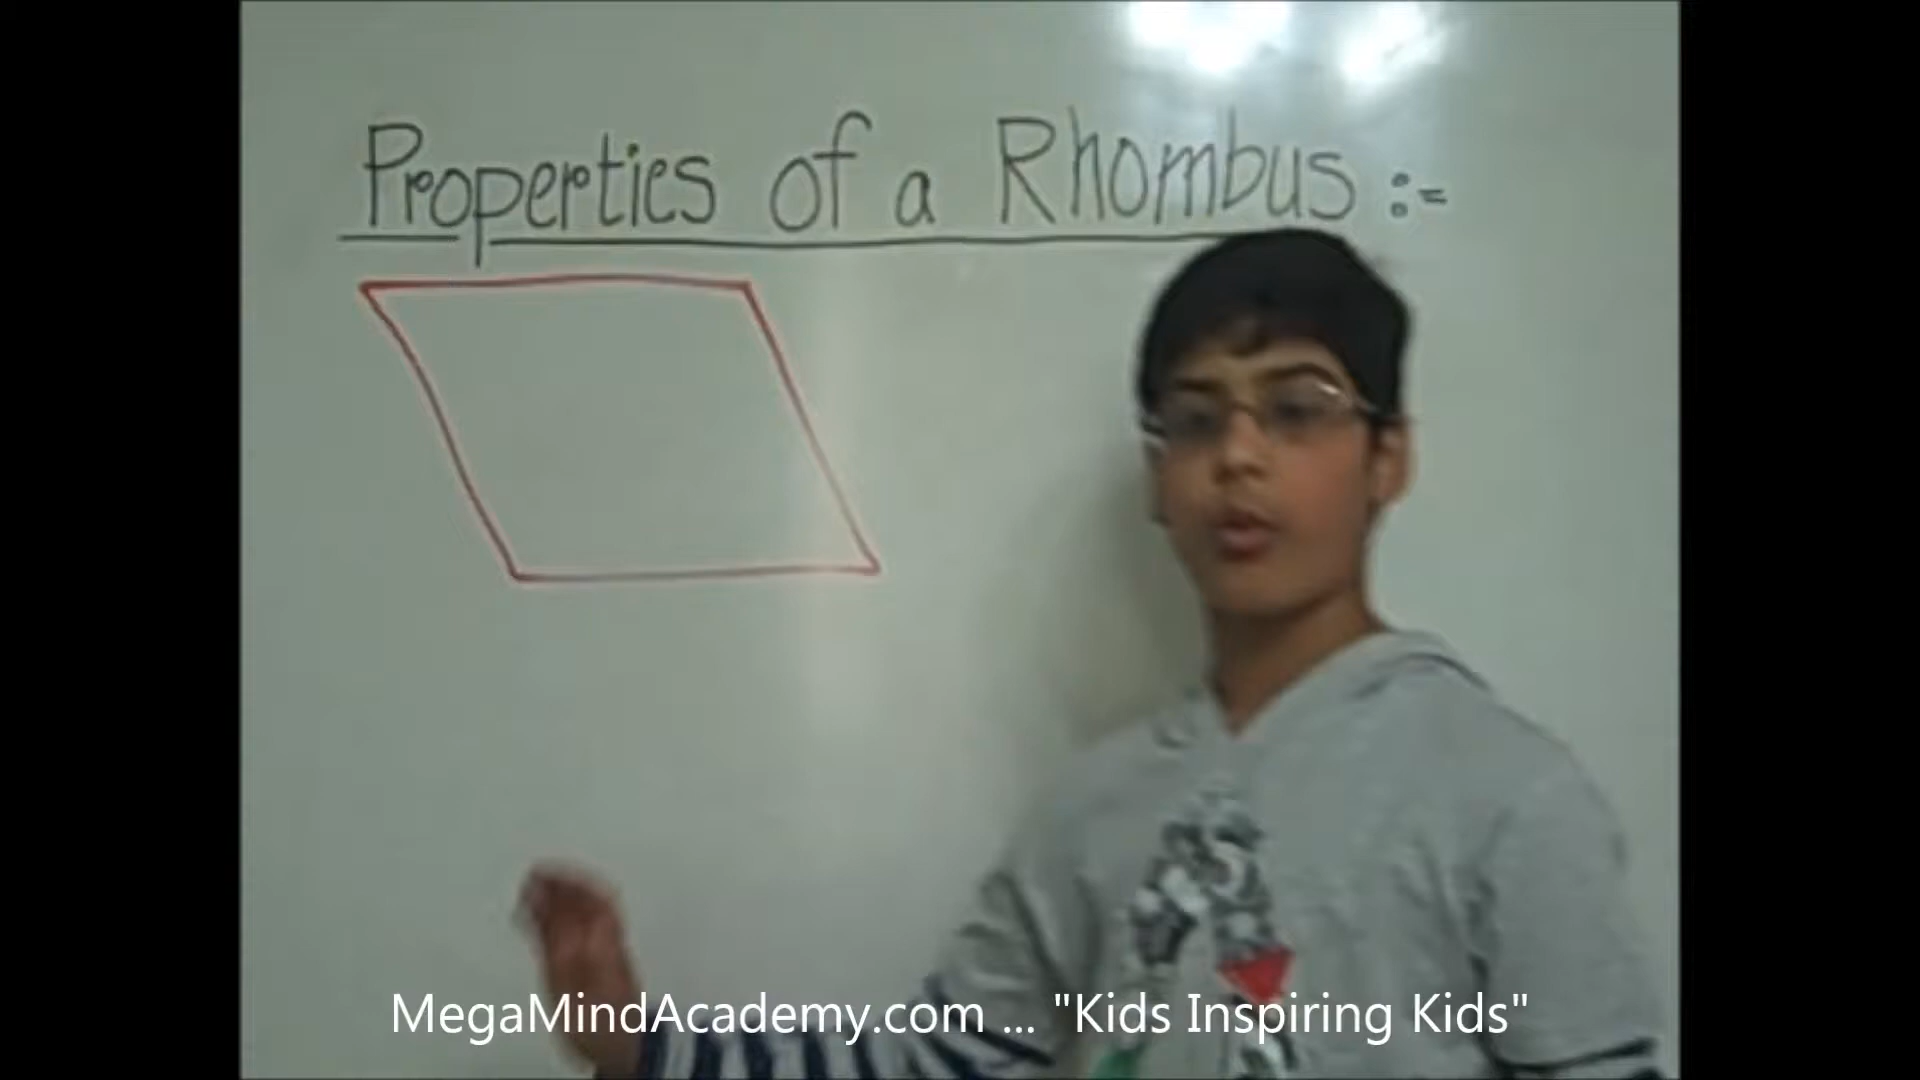 Properties of a Rhombus :=
MegaMindAcademy.com ... "Kids Inspiring Kids"